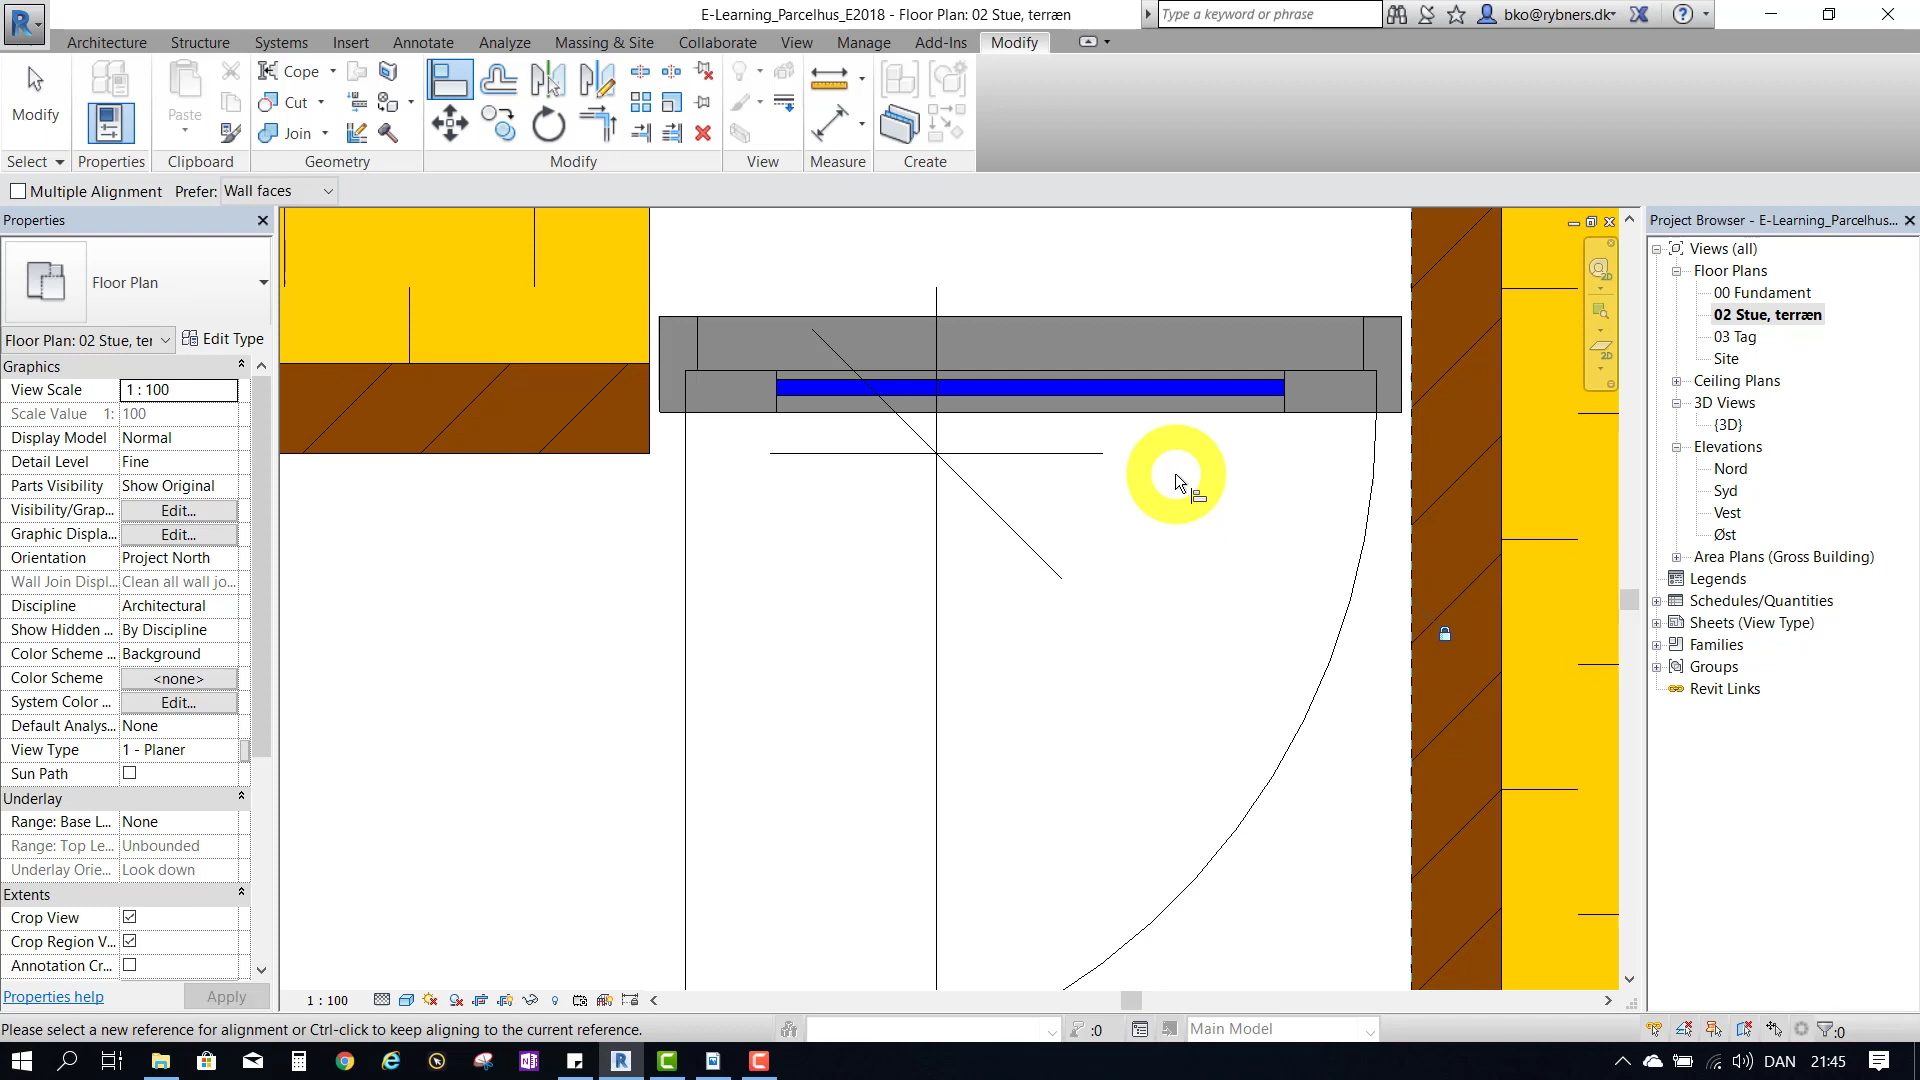 E-Learning_Parcelhus_E2018 - Floor Plan: 02 Stue, terræn
Type a keyword or phrase
bko@rybners.dk
Architecture Structure Systems Insert Annotate Analyze Massing & Site Collaborate View Manage Add-Ins Modify
Cope
Modify
Paste
Cut
Join
Select Properties Clipboard Geometry Modify View Measure Create
Multiple Alignment Prefer: Wall faces
Properties
Project Browser - E-Learning_Parcelhus...
Floor Plan
Floor Plan: 02 Stue, ter
Edit Type
Graphics
View Scale 1 : 100
Scale Value 1: 100
Display Model Normal
Detail Level Fine
Parts Visibility Show Original
Visibility/Grap... Edit...
Graphic Displa... Edit...
Orientation Project North
Wall Join Displ... Clean all wall jo...
Discipline Architectural
Show Hidden ... By Discipline
Color Scheme ... Background
Color Scheme <none>
System Color ... Edit...
Default Analys... None
View Type 1 - Planer
Sun Path
Underlay
Range: Base L... None
Range: Top Le... Unbounded
Underlay Orie... Look down
Extents
Crop View
Crop Region V...
Annotation Cr...
Properties help
Apply
2D
2D
Views (all)
Floor Plans
00 Fundament
02 Stue, terræn
03 Tag
Site
Ceiling Plans
3D Views
{3D}
Elevations
Nord
Syd
Vest
Øst
Area Plans (Gross Building)
Legends
Schedules/Quantities
Sheets (View Type)
Families
Groups
Revit Links
1 : 100
Please select a new reference for alignment or Ctrl-click to keep aligning to the current reference.
:0
Main Model
:0
DAN
21:45